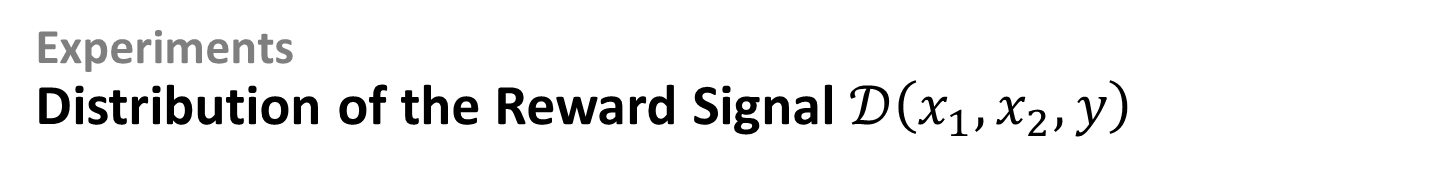 Experiments
Distribution of the Reward Signal 𝒟(𝑥₁, 𝑥₂, 𝑦)